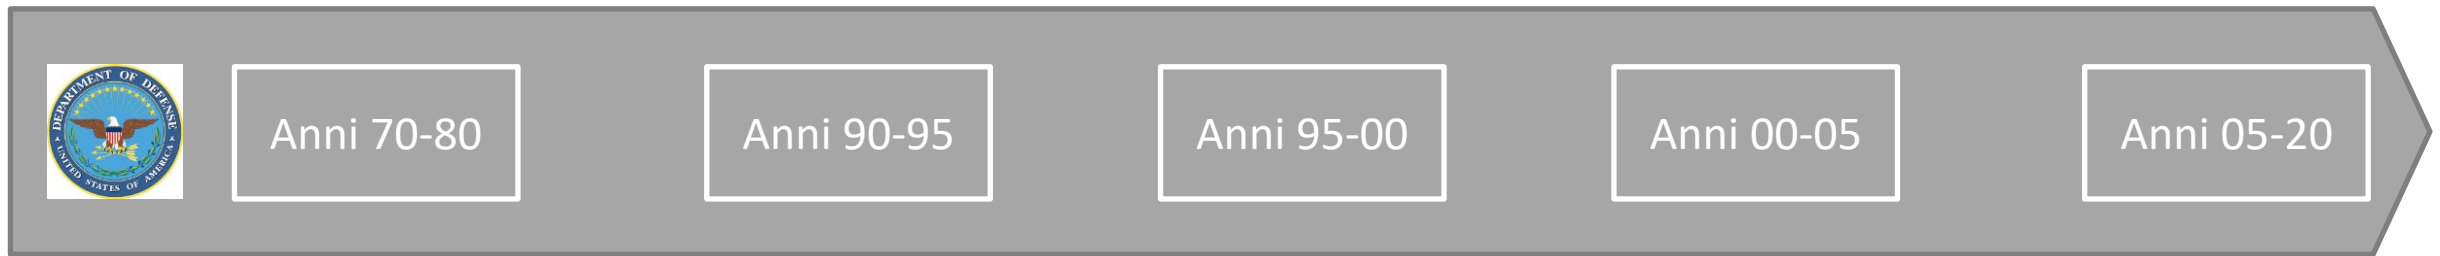 DEPARTMENT OF DEFENSE
UNITED STATES OF AMERICA
Anni 70-80
Anni 90-95
Anni 95-00
Anni 00-05
Anni 05-20